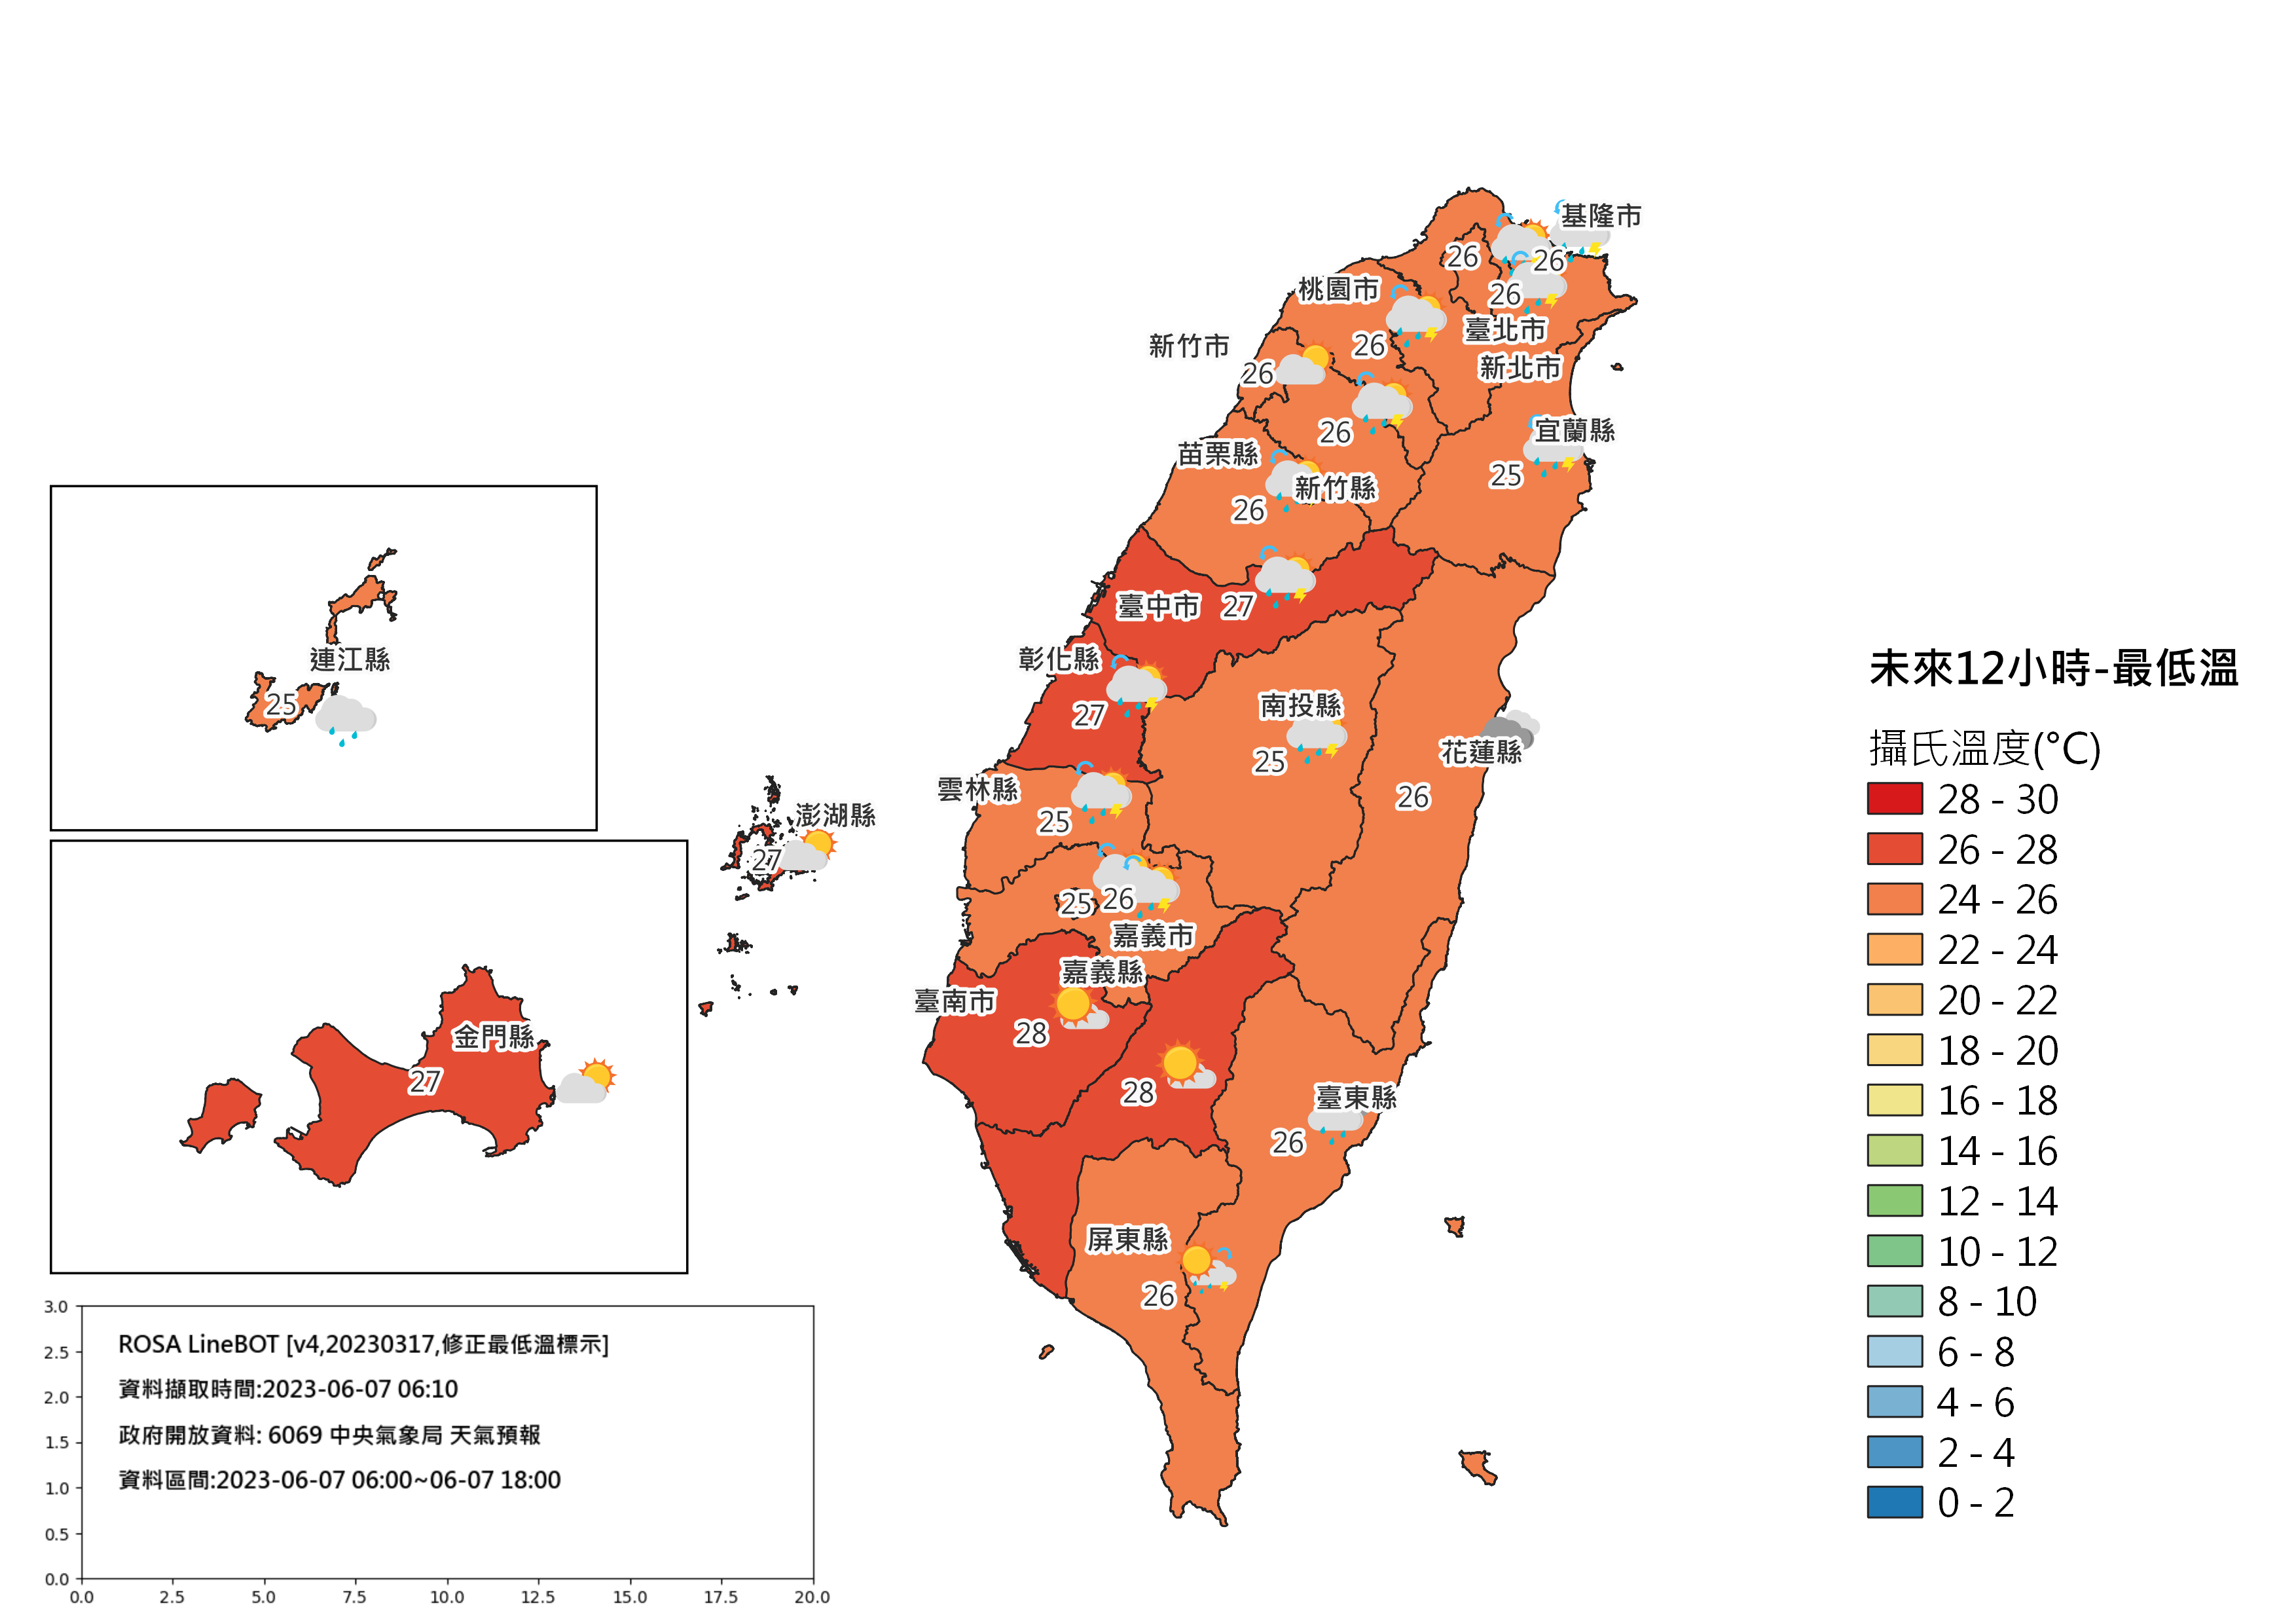 基隆市
26
26
26
桃園市
臺北市
26
新竹市
新北市
26
宜蘭縣
26
苗栗縣
25
新竹縣
26
臺中市
27
彰化縣
27
南投縣
25
花蓮縣
26
雲林縣
25
澎湖縣
27
25
26
嘉義市
嘉義縣
臺南市
28
28
臺東縣
26
屏東縣
26
連江縣
25
金門縣
27
未來12小時-最低溫
攝氏溫度(°C)
28 - 30
26 - 28
24 - 26
22 - 24
20 - 22
18 - 20
16 - 18
14 - 16
12 - 14
10 - 12
8 - 10
6 - 8
4 - 6
2 - 4
0 - 2
ROSA LineBOT [v4,20230317,修正最低溫標示]
資料擷取時間:2023-06-07 06:10
政府開放資料: 6069 中央氣象局 天氣預報
資料區間:2023-06-07 06:00~06-07 18:00
3.0
2.5
2.0
1.5
1.0
0.5
0.0
0.0 2.5 5.0 7.5 10.0 12.5 15.0 17.5 20.0